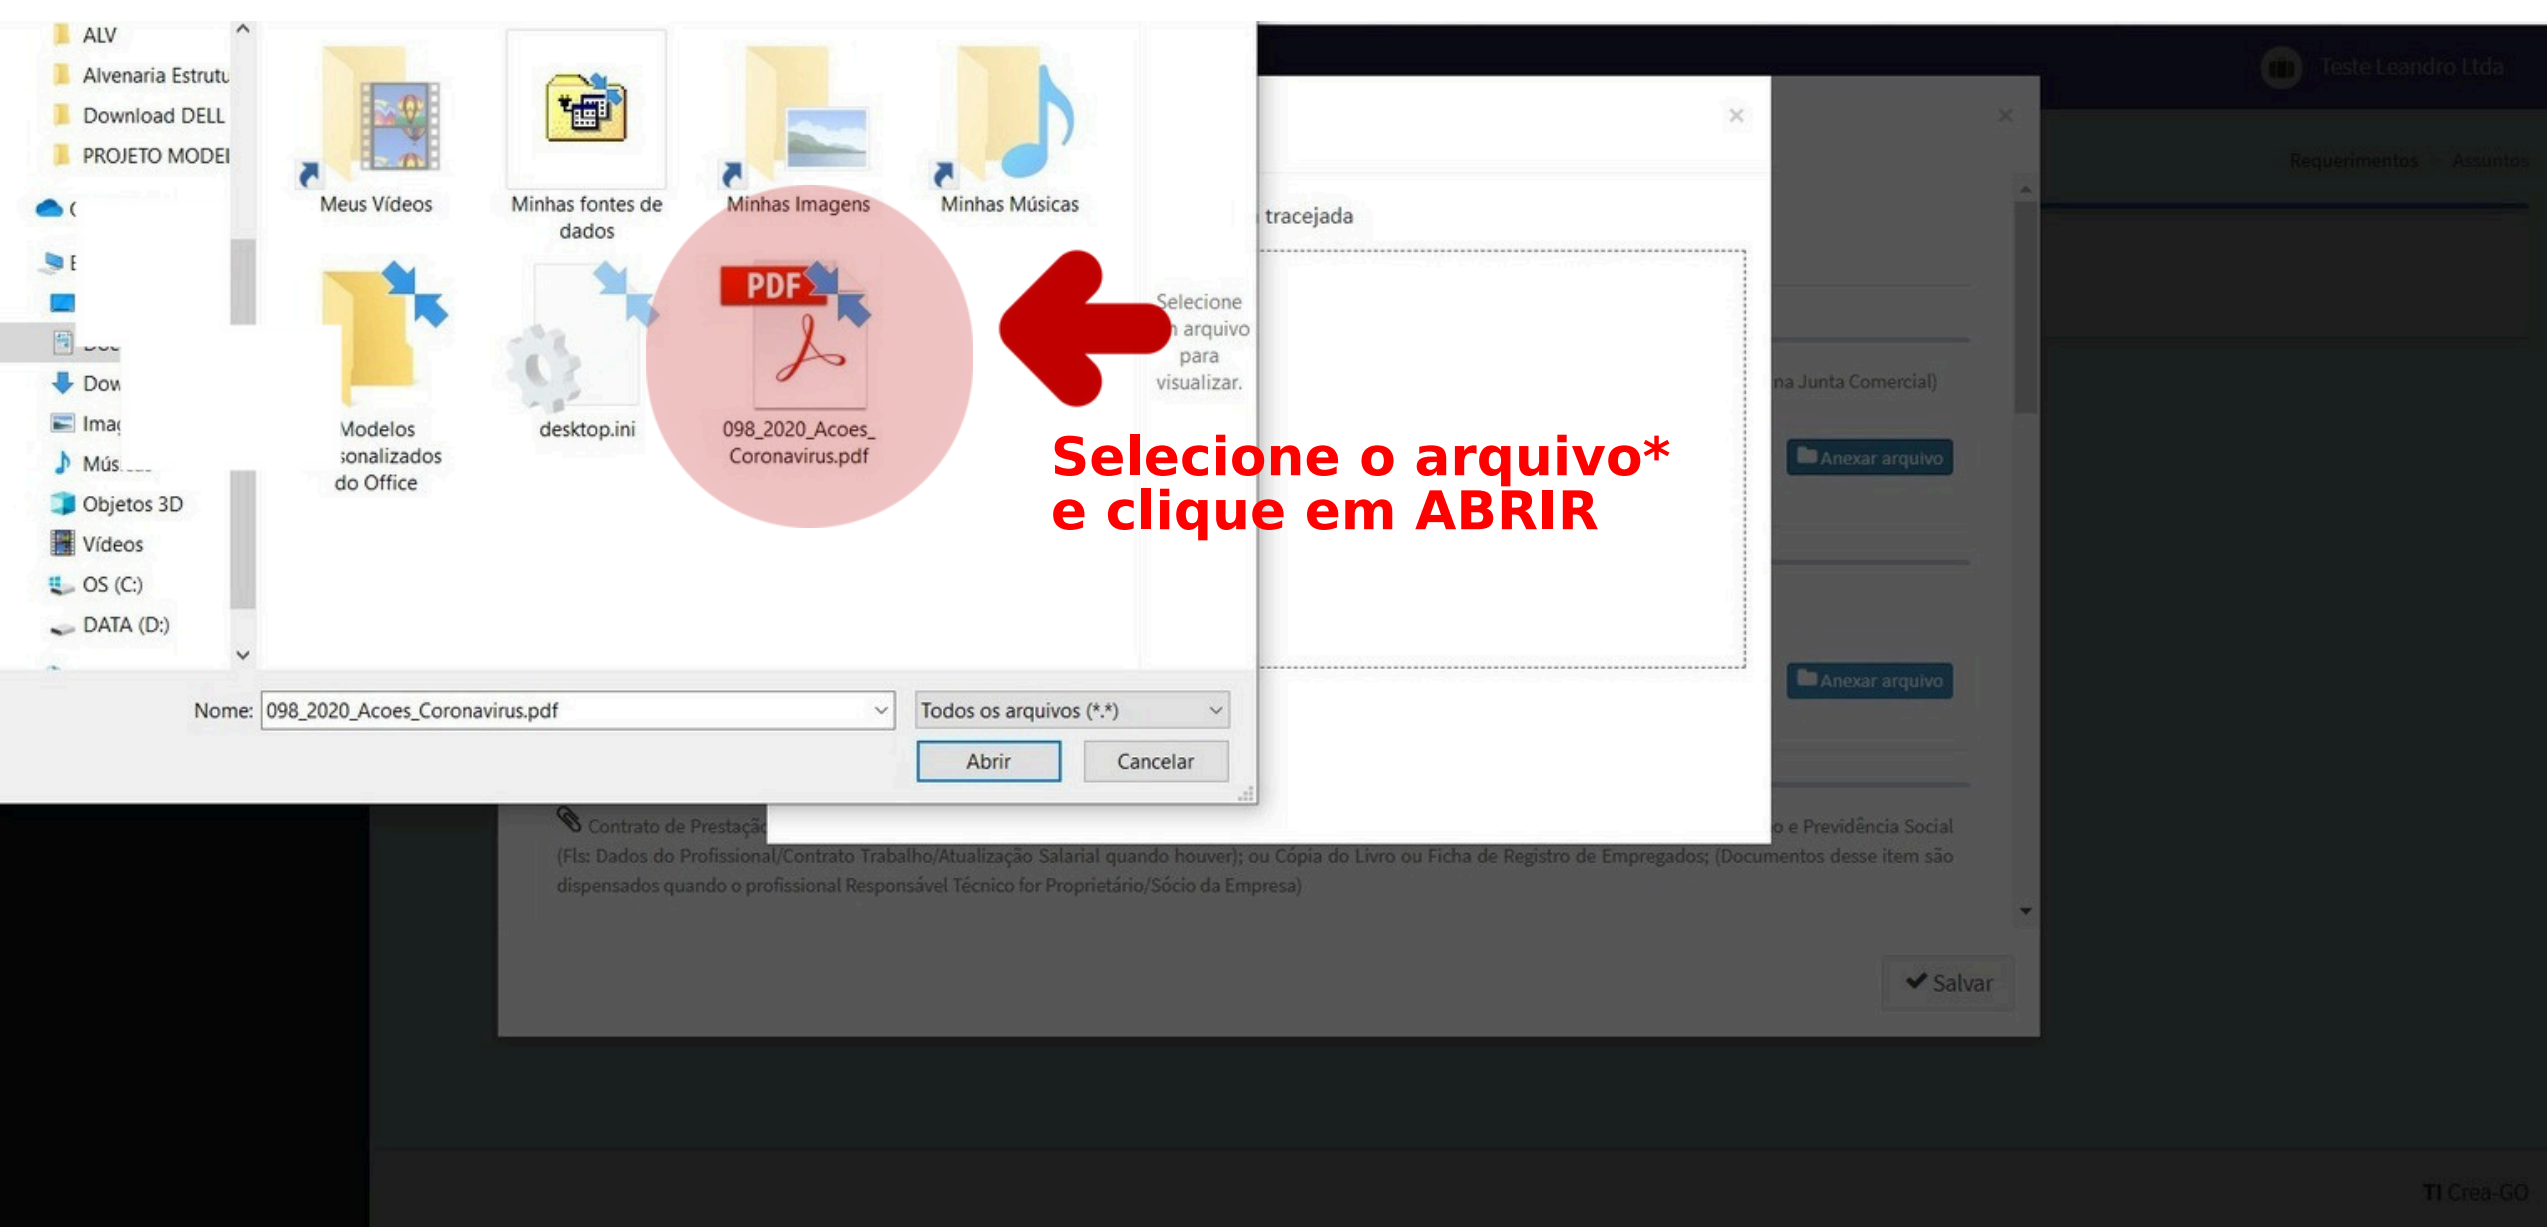 ALV
Alvenaria Estrutu
Download DELL
PROJETO MODEL
Dow
Imag
Mús
Objetos 3D
Vídeos
OS (C:)
DATA (D:)
Meus Vídeos
Minhas fontes de
dados
Minhas Imagens
Minhas Músicas
Modelos
sonalizados
do Office
desktop.ini
PDF
098_2020_Acoes_
Coronavirus.pdf
Selecione
arquivo
para
visualizar.
Selecione o arquivo*
e clique em ABRIR
Nome: 098_2020_Acoes_Coronavirus.pdf
Todos os arquivos (*.*)
Abrir
Cancelar
tracejada
Teste Leandro Ltda
Requerimentos > Assuntos
na Junta Comercial)
Anexar arquivo
Anexar arquivo
Contrato de Prestação
o e Previdência Social
(Fls: Dados do Profissional/Contrato Trabalho/Atualização Salarial quando houver); ou Cópia do Livro ou Ficha de Registro de Empregados; (Documentos desse item são
dispensados quando o profissional Responsável Técnico for Proprietário/Sócio da Empresa)
Salvar
TI Crea-GO